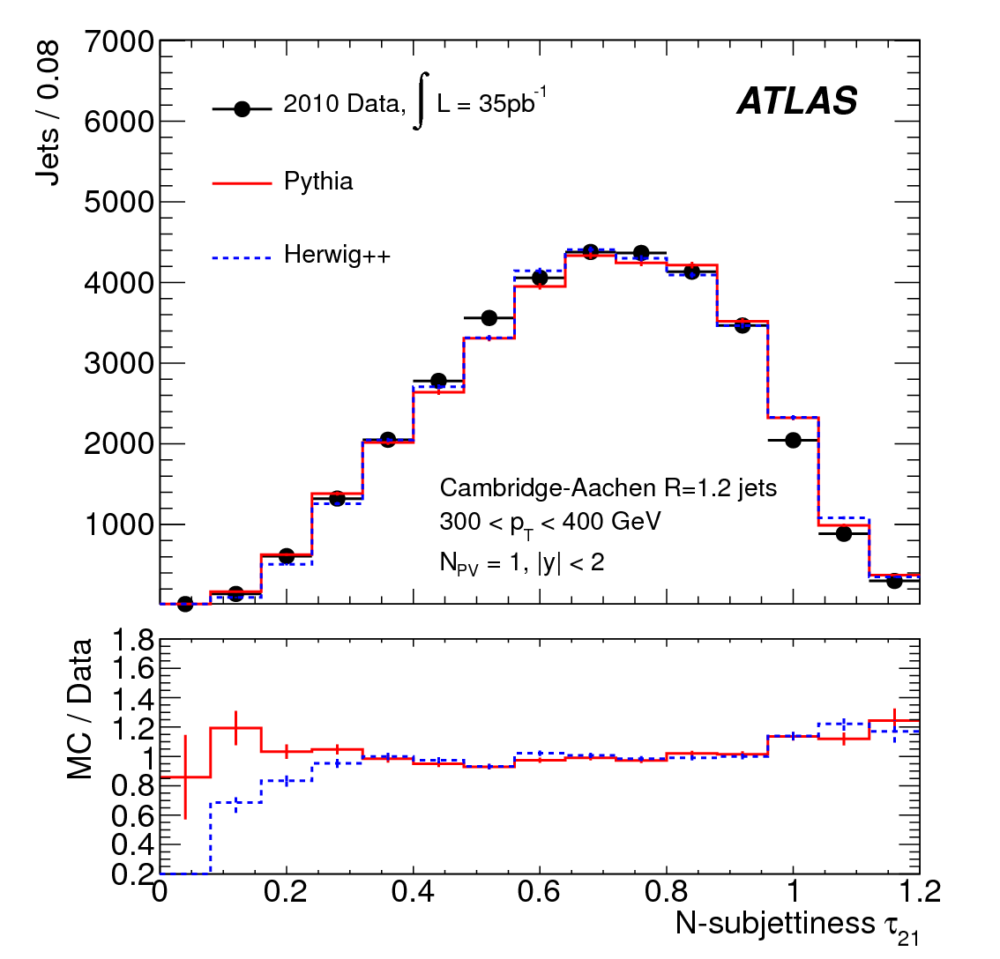 Jets / 0.08
7000
6000
5000
4000
3000
2000
1000
2010 Data, ∫ L = 35pb⁻¹
ATLAS
Pythia
Herwig++
Cambridge-Aachen R=1.2 jets
300 < p_T < 400 GeV
N_PV = 1, |y| < 2
MC / Data
1.8
1.6
1.4
1.2
1
0.8
0.6
0.4
0.2
0 0.2 0.4 0.6 0.8 1 1.2
N-subjettiness τ₂₁